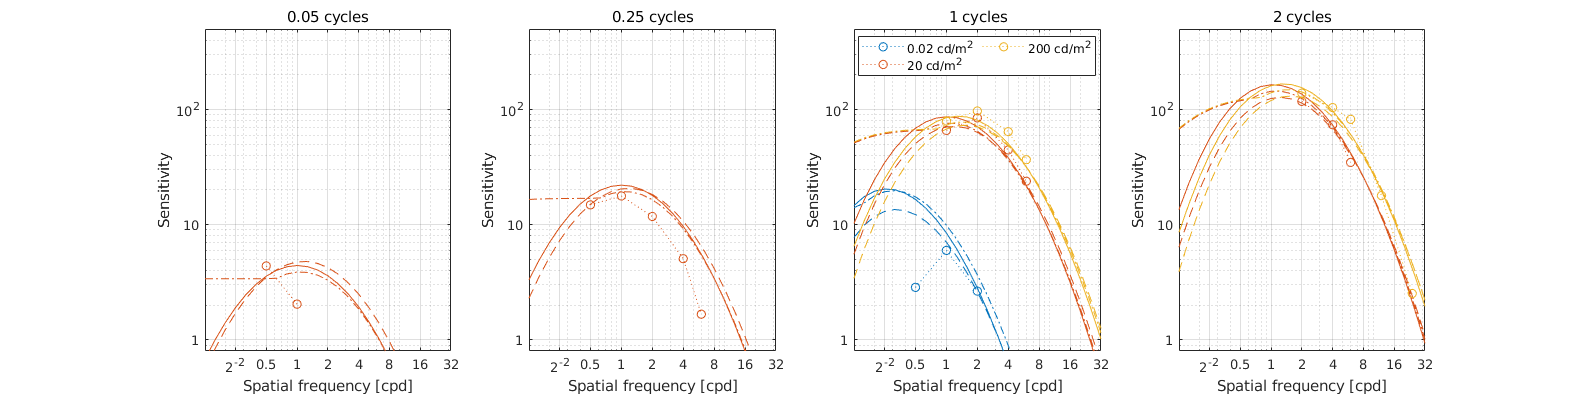 0.05 cycles
0.25 cycles
1 cycles
2 cycles
0.02 cd/m²
200 cd/m²
20 cd/m²
Sensitivity
10²
10
1
2⁻² 0.5 1 2 4 8 16 32
Spatial frequency [cpd]
Sensitivity
10²
10
1
2⁻² 0.5 1 2 4 8 16 32
Spatial frequency [cpd]
Sensitivity
10²
10
1
2⁻² 0.5 1 2 4 8 16 32
Spatial frequency [cpd]
Sensitivity
10²
10
1
2⁻² 0.5 1 2 4 8 16 32
Spatial frequency [cpd]